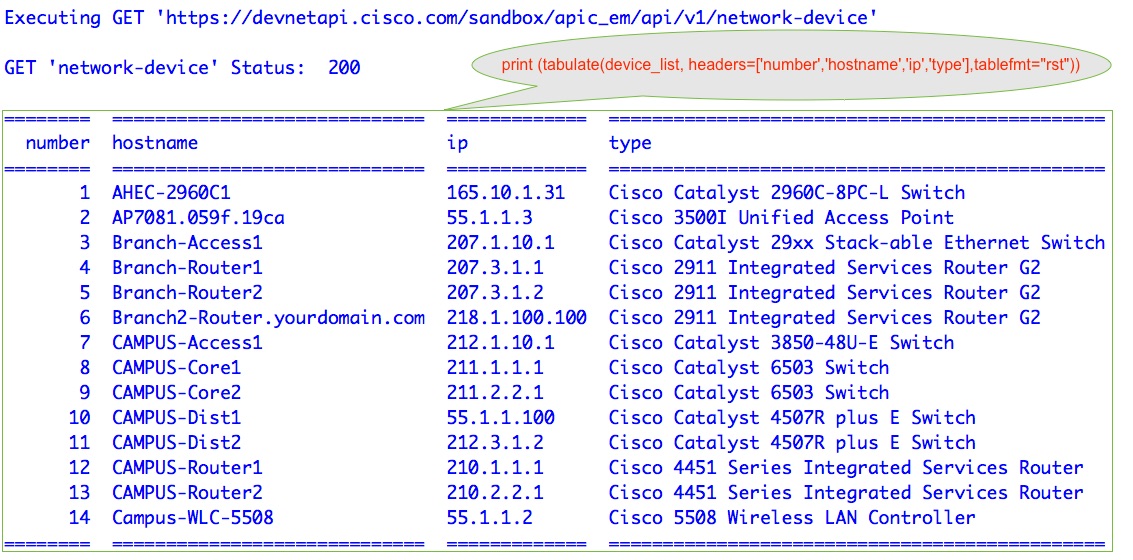 Executing GET 'https://devnetapi.cisco.com/sandbox/apic_em/api/v1/network-device'
GET 'network-device' Status:  200
print (tabulate(device_list, headers=['number','hostname','ip','type'],tablefmt="rst"))
========  =============================  =============  ==============================================
  number  hostname                       ip             type
========  =============================  =============  ==============================================
       1  AHEC-2960C1                    165.10.1.31    Cisco Catalyst 2960C-8PC-L Switch
       2  AP7081.059f.19ca               55.1.1.3       Cisco 3500I Unified Access Point
       3  Branch-Access1                 207.1.10.1     Cisco Catalyst 29xx Stack-able Ethernet Switch
       4  Branch-Router1                 207.3.1.1      Cisco 2911 Integrated Services Router G2
       5  Branch-Router2                 207.3.1.2      Cisco 2911 Integrated Services Router G2
       6  Branch2-Router.yourdomain.com  218.1.100.100  Cisco 2911 Integrated Services Router G2
       7  CAMPUS-Access1                 212.1.10.1     Cisco Catalyst 3850-48U-E Switch
       8  CAMPUS-Core1                   211.1.1.1      Cisco Catalyst 6503 Switch
       9  CAMPUS-Core2                   211.2.2.1      Cisco Catalyst 6503 Switch
      10  CAMPUS-Dist1                   55.1.1.100     Cisco Catalyst 4507R plus E Switch
      11  CAMPUS-Dist2                   212.3.1.2      Cisco Catalyst 4507R plus E Switch
      12  CAMPUS-Router1                 210.1.1.1      Cisco 4451 Series Integrated Services Router
      13  CAMPUS-Router2                 210.2.2.1      Cisco 4451 Series Integrated Services Router
      14  Campus-WLC-5508                55.1.1.2       Cisco 5508 Wireless LAN Controller
========  =============================  =============  ==============================================